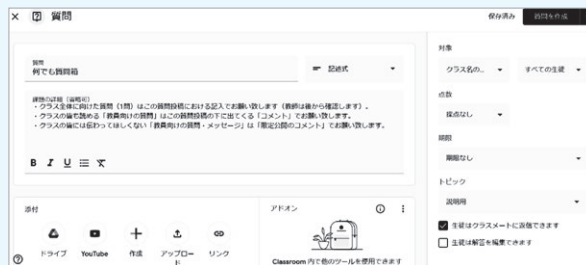 質問
保存済み
質問を作成
質問
何でも質問箱
記述式
課題の詳細（省略可）
・クラス全体に向けた質問（1問）はこの質問投稿における記入でお願い致します（教師は後から確認します）。
・クラスの皆でも読める「教員向けの質問」はこの質問投稿の下に出てくる「コメント」でお願い致します。
・クラスの皆には伝わってほしくない「教員向けの質問・メッセージ」は「限定公開のコメント」でお願い致します。
B I U
添付
ドライブ
YouTube
作成
アップロード
リンク
アドオン
Classroom 内で他のツールを使用できます
対象
クラス名の...
すべての生徒
点数
採点なし
期限
期限なし
トピック
説明用
生徒はクラスメートに返信できます
生徒は解答を編集できます